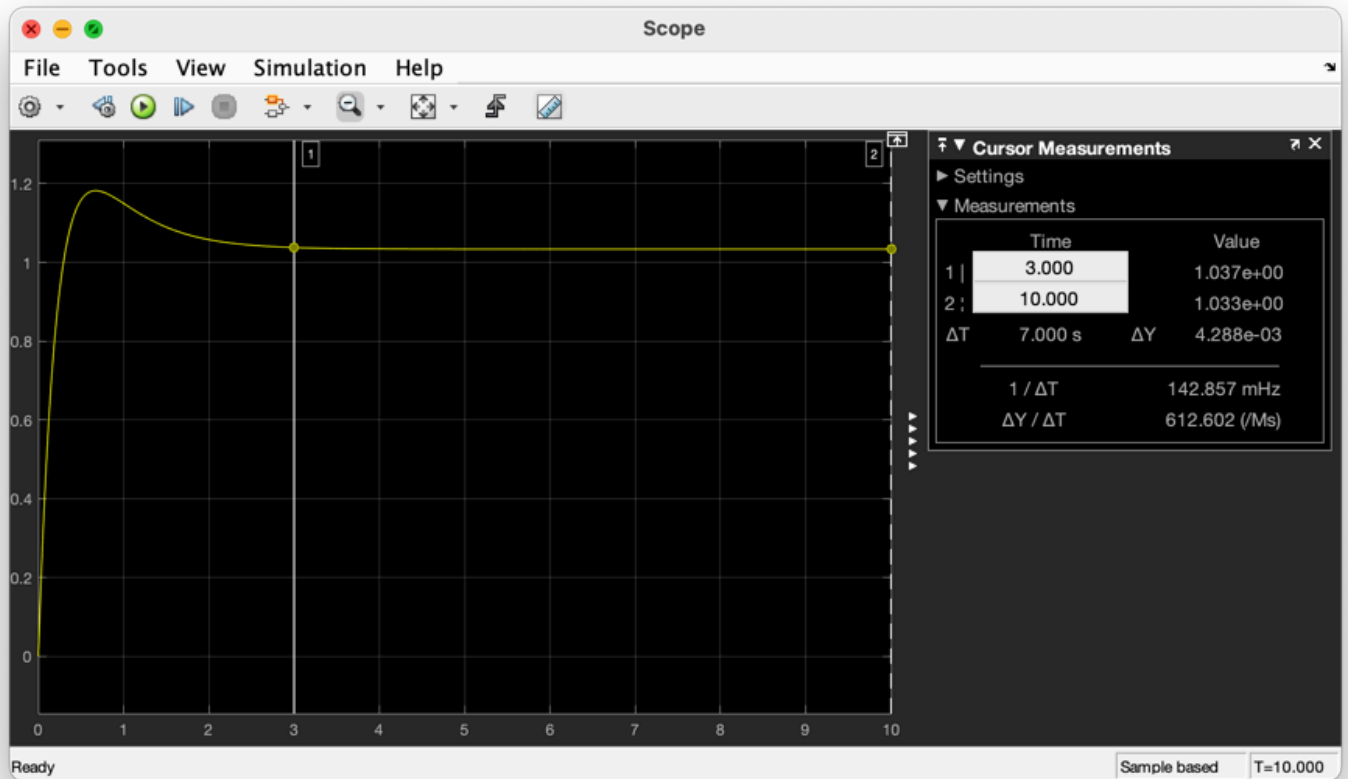 Scope
File Tools View Simulation Help
1
2
1.2
1
0.8
0.6
0.4
0.2
0
0 1 2 3 4 5 6 7 8 9 10
Cursor Measurements
Settings
Measurements
Time Value
1 | 3.000 1.037e+00
2 ¦ 10.000 1.033e+00
ΔT 7.000 s ΔY 4.288e-03
1 / ΔT 142.857 mHz
ΔY / ΔT 612.602 (/Ms)
Ready Sample based T=10.000